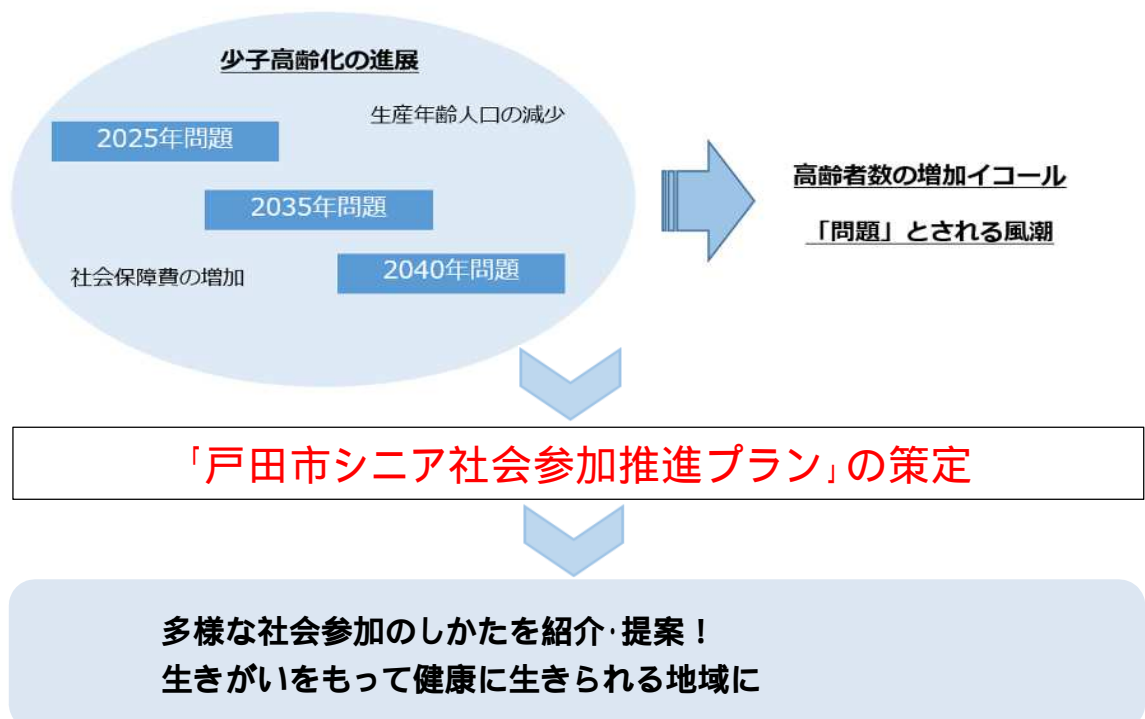 少子高齢化の進展
生産年齢人口の減少
2025年問題
2035年問題
社会保障費の増加
2040年問題
高齢者数の増加イコール
「問題」とされる風潮
「戸田市シニア社会参加推進プラン」の策定
多様な社会参加のしかたを紹介・提案！
生きがいをもって健康に生きられる地域に